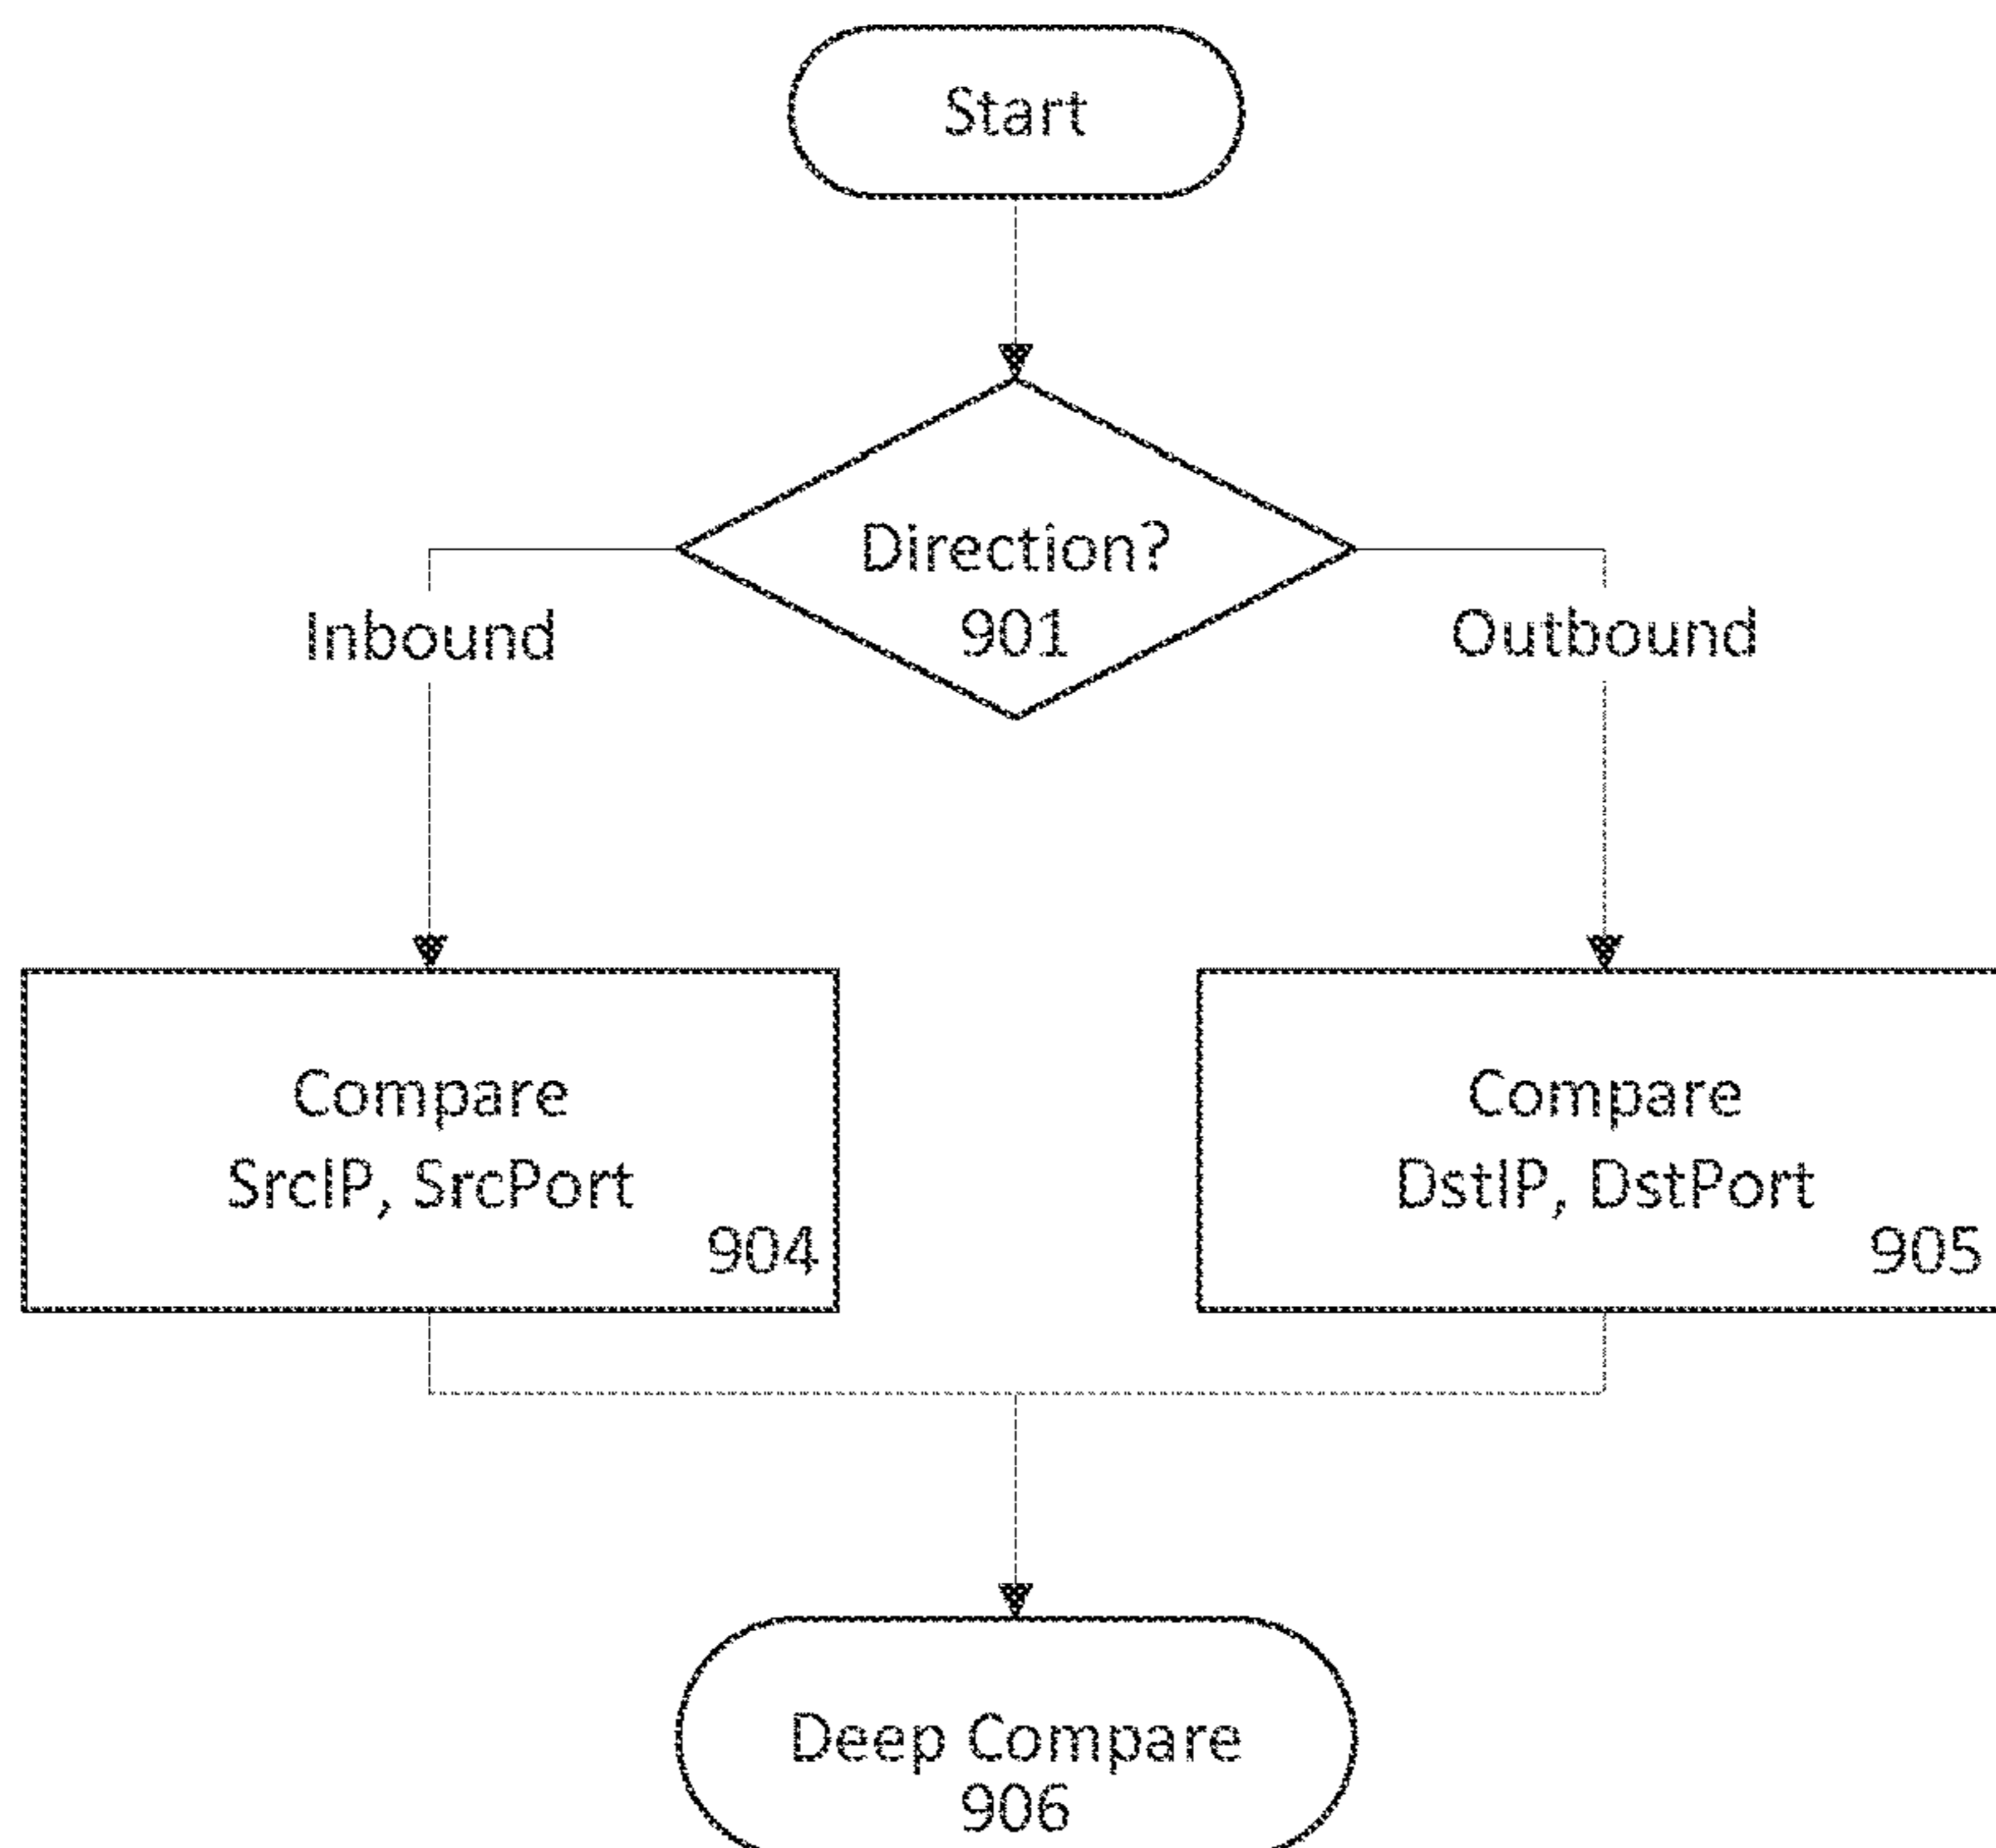 Start
Direction?
901
Inbound
Outbound
Compare
SrcIP, SrcPort
904
Compare
DstIP, DstPort
905
Deep Compare
906